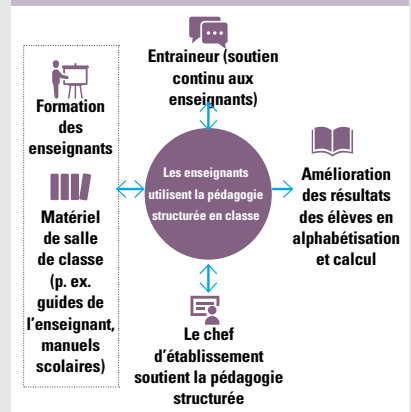 Entraineur (soutien
continu aux
enseignants)
Formation
des
enseignants
Matériel
de salle
de classe
(p. ex.
guides de
l'enseignant,
manuels
scolaires)
Les enseignants
utilisent la pédagogie
structurée en classe
Amélioration
des résultats
des élèves en
alphabétisation
et calcul
Le chef
d'établissement
soutient la pédagogie
structurée